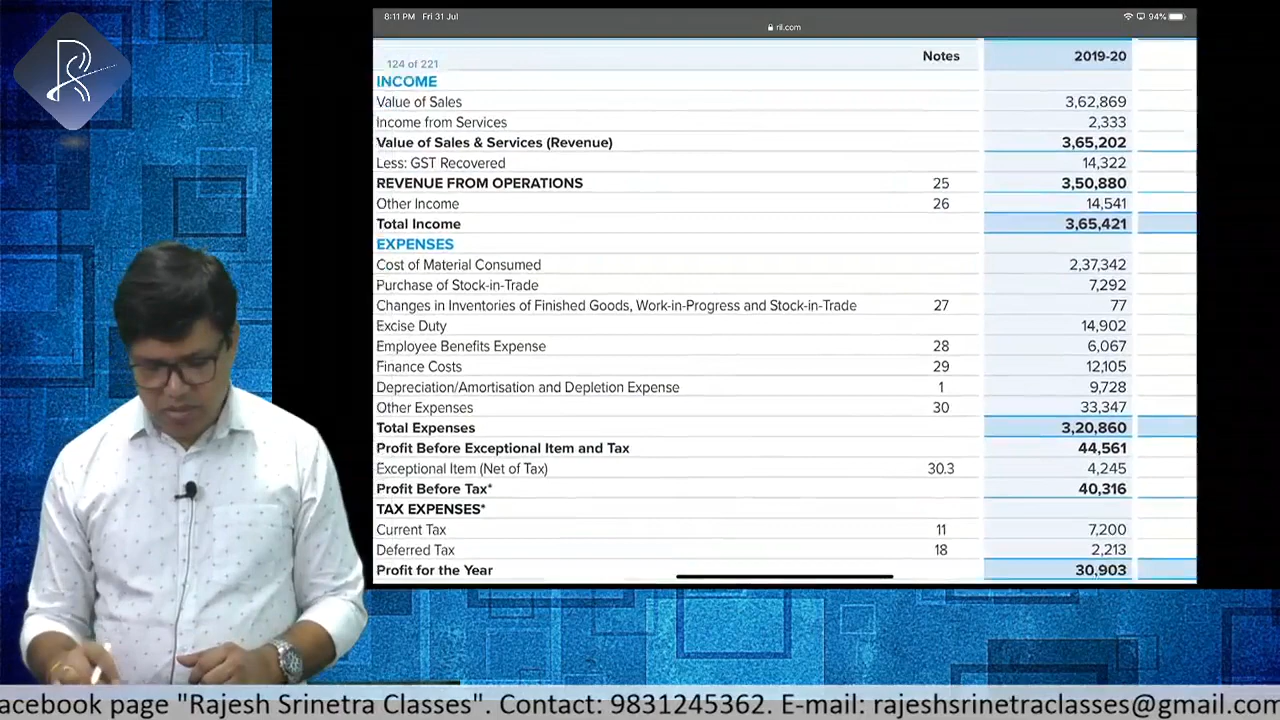 8:11 PM Fri 31 Jul
94%
ril.com
124 of 221
Notes 2019-20
INCOME
Value of Sales 3,62,869
Income from Services 2,333
Value of Sales & Services (Revenue) 3,65,202
Less: GST Recovered 14,322
REVENUE FROM OPERATIONS 25 3,50,880
Other Income 26 14,541
Total Income 3,65,421
EXPENSES
Cost of Material Consumed 2,37,342
Purchase of Stock-in-Trade 7,292
Changes in Inventories of Finished Goods, Work-in-Progress and Stock-in-Trade 27 77
Excise Duty 14,902
Employee Benefits Expense 28 6,067
Finance Costs 29 12,105
Depreciation/Amortisation and Depletion Expense 1 9,728
Other Expenses 30 33,347
Total Expenses 3,20,860
Profit Before Exceptional Item and Tax 44,561
Exceptional Item (Net of Tax) 30.3 4,245
Profit Before Tax* 40,316
TAX EXPENSES*
Current Tax 11 7,200
Deferred Tax 18 2,213
Profit for the Year 30,903
acebook page "Rajesh Srinetra Classes". Contact: 9831245362. E-mail: rajeshsrinetraclasses@gmail.com